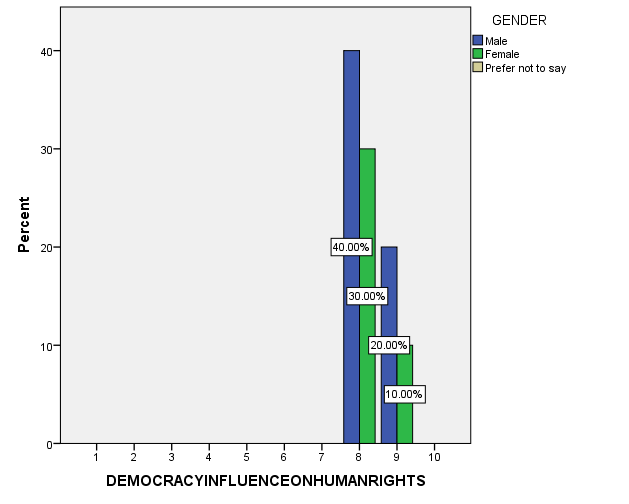 GENDER
Male
Female
Prefer not to say
Percent
40
30
20
10
0
40.00%
30.00%
20.00%
10.00%
1 2 3 4 5 6 7 8 9 10
DEMOCRACYINFLUENCEONHUMANRIGHTS